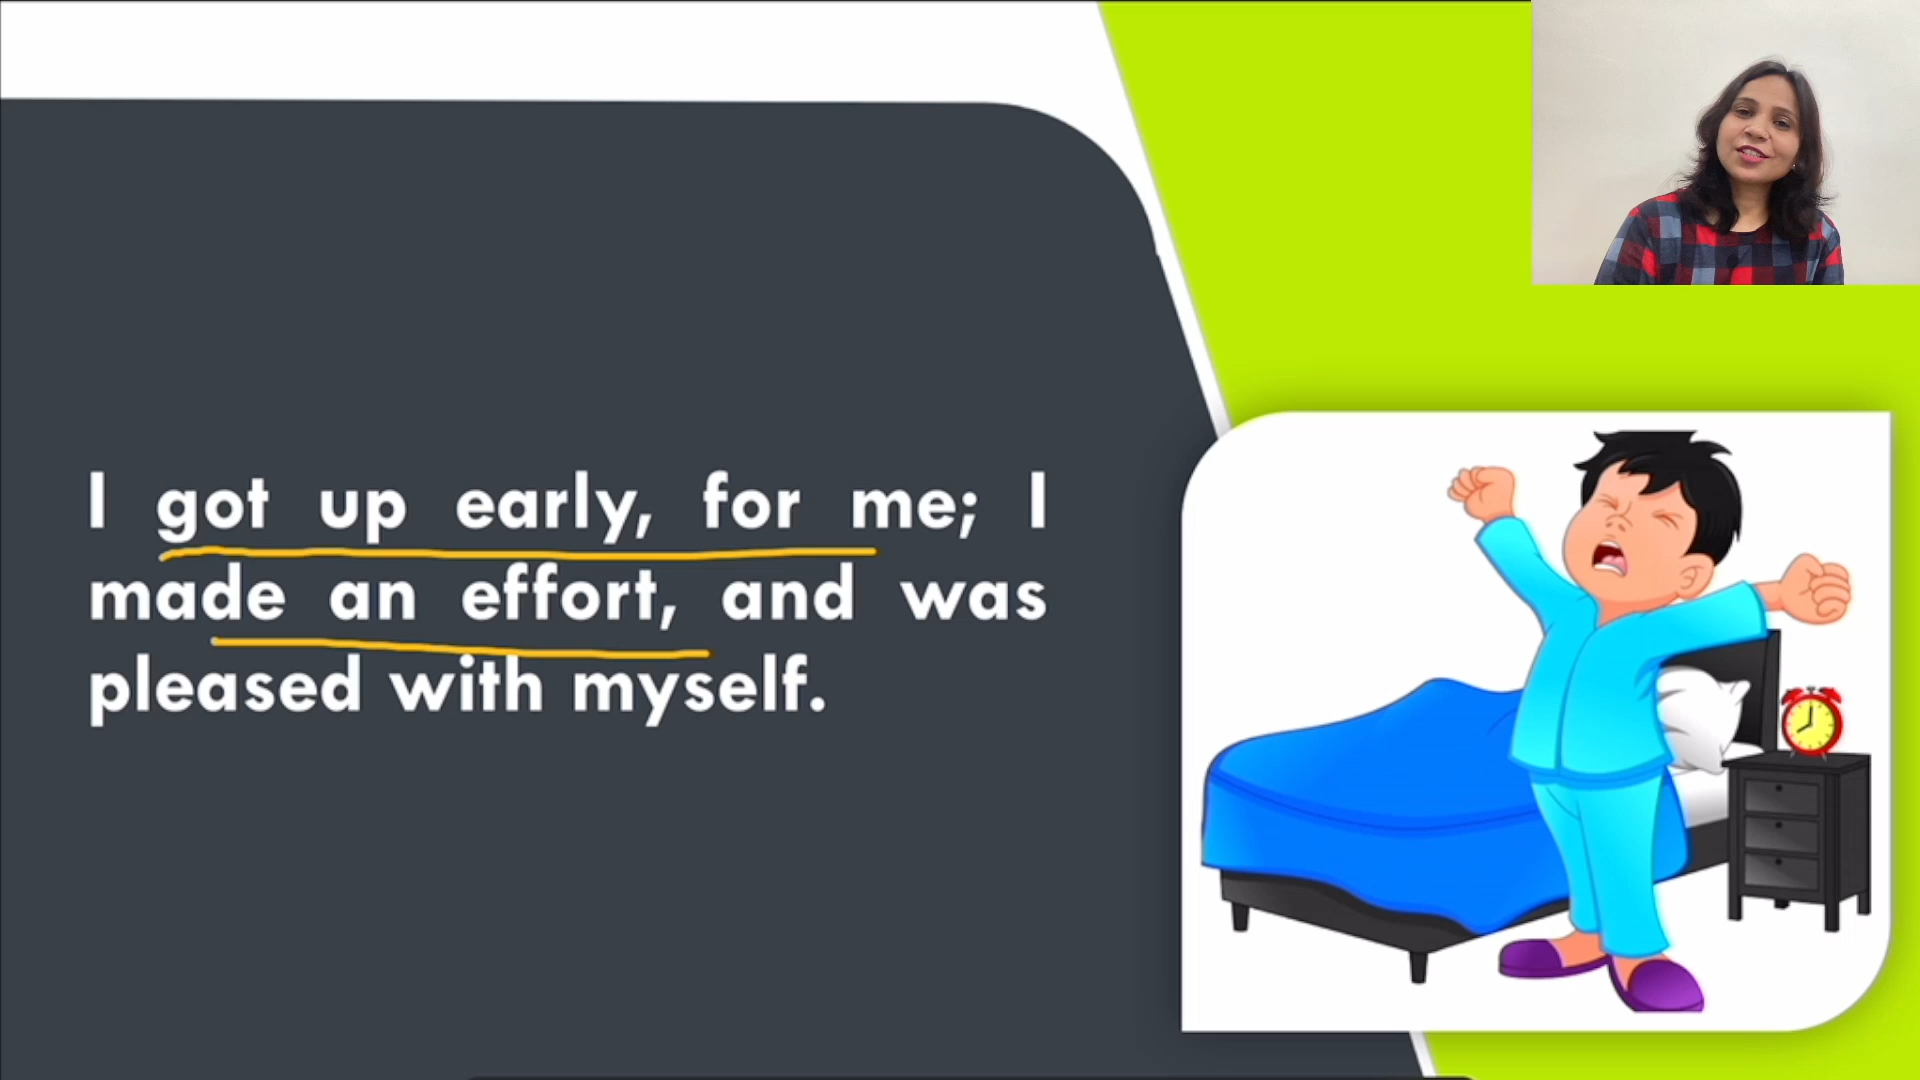 I got up early, for me; I
made an effort, and was
pleased with myself.